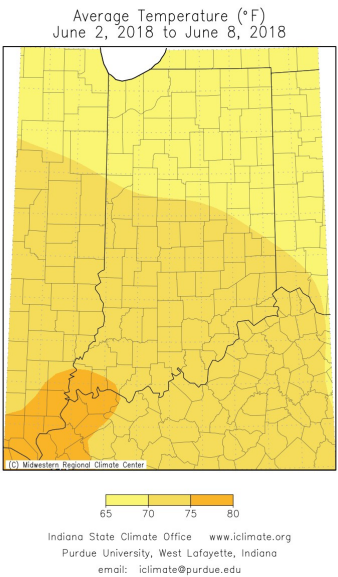 Average Temperature (°F)
June 2, 2018 to June 8, 2018
(C) Midwestern Regional Climate Center
65 70 75 80
Indiana State Climate Office www.iclimate.org
Purdue University, West Lafayette, Indiana
email: iclimate@purdue.edu